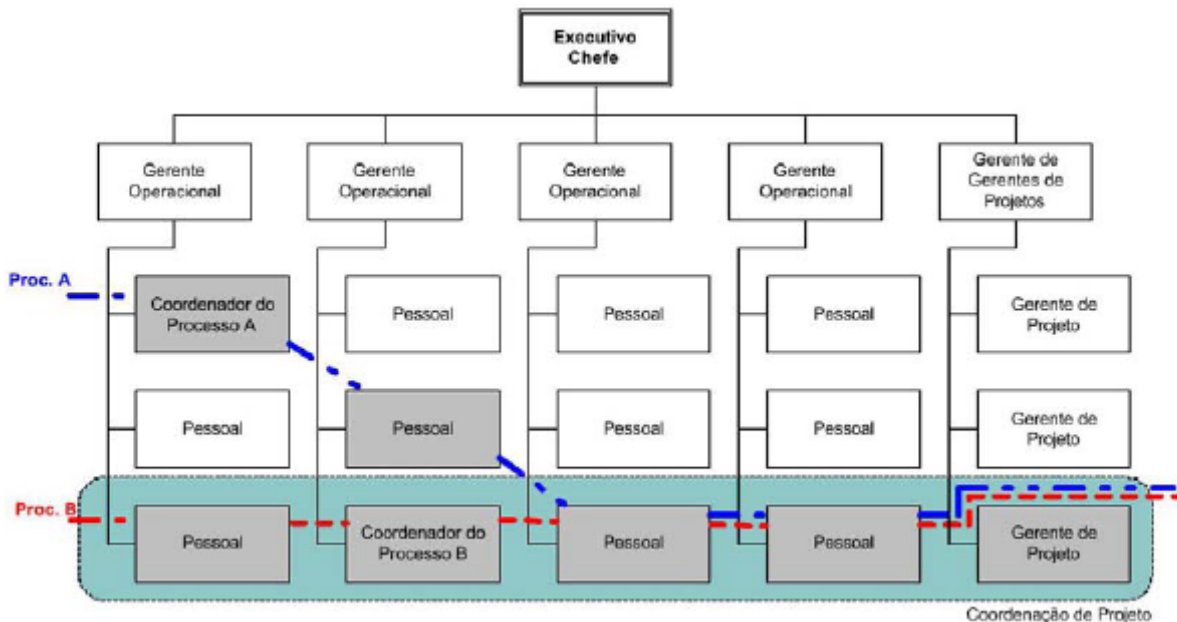 Executivo
Chefe
Gerente
Operacional
Gerente
Operacional
Gerente
Operacional
Gerente
Operacional
Gerente de
Gerentes de
Projetos
Proc. A
Coordenador do
Processo A
Pessoal
Pessoal
Pessoal
Gerente de
Projeto
Pessoal
Pessoal
Pessoal
Pessoal
Gerente de
Projeto
Proc. B
Pessoal
Coordenador do
Processo B
Pessoal
Pessoal
Gerente de
Projeto
Coordenação de Projeto